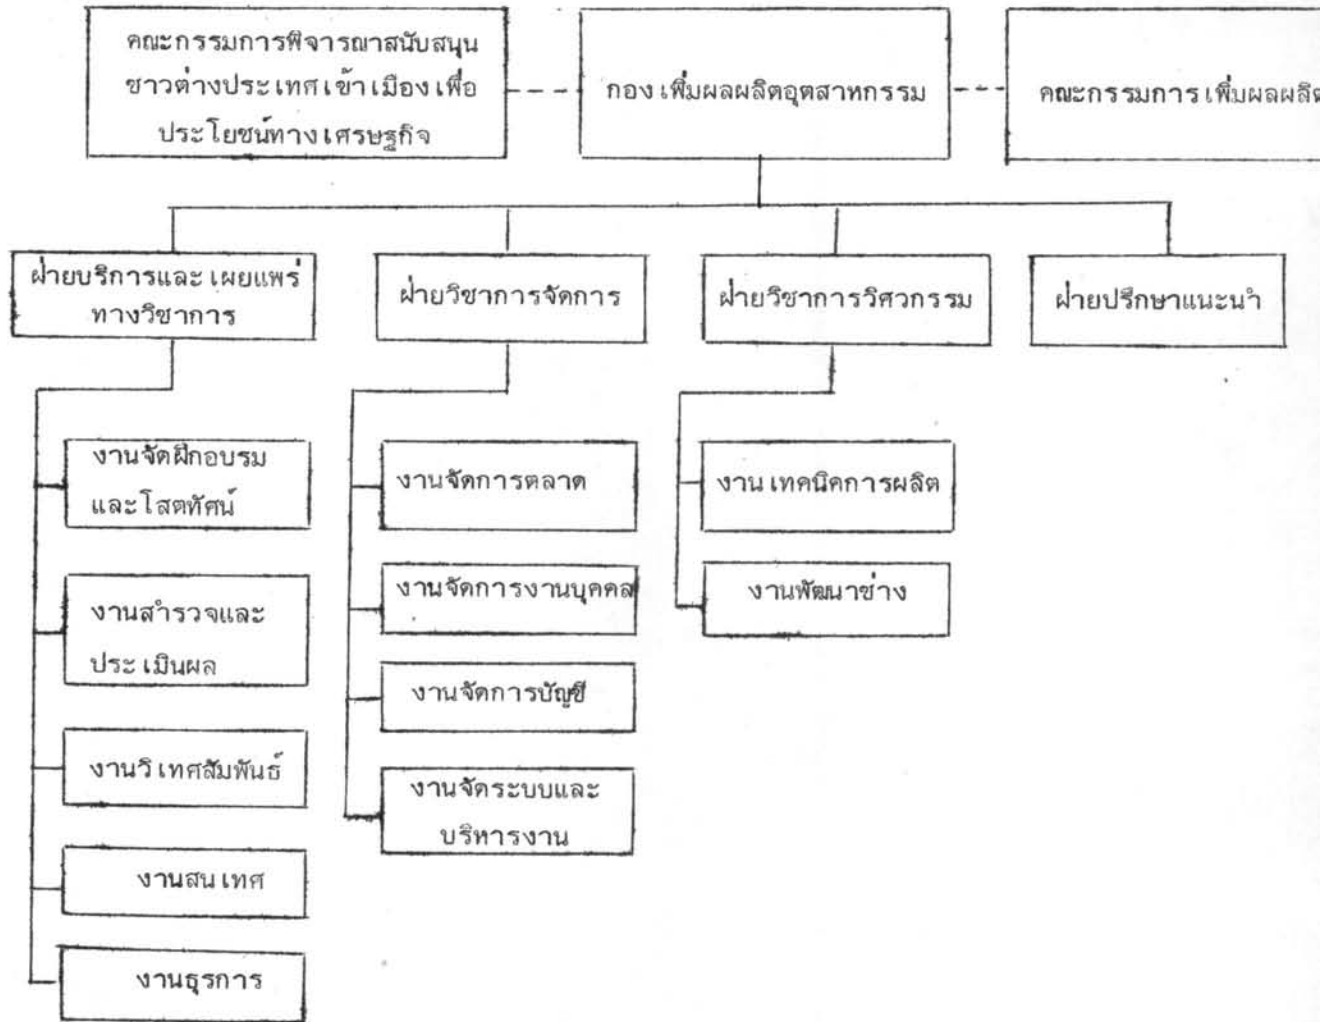 คณะกรรมการพิจารณาสนับสนุน
ชาวต่างประเทศเข้าเมืองเพื่อ
ประโยชน์ทางเศรษฐกิจ
กองเพิ่มผลผลิตอุตสาหกรรม
คณะกรรมการเพิ่มผลผลิต
ฝ่ายบริการและเผยแพร่
ทางวิชาการ
ฝ่ายวิชาการจัดการ
ฝ่ายวิชาการวิศวกรรม
ฝ่ายปรึกษาแนะนำ
งานจัดฝึกอบรม
และโสตทัศน์
งานสำรวจและ
ประเมินผล
งานวิเทศสัมพันธ์
งานสนเทศ
งานธุรการ
งานจัดการตลาด
งานจัดการงานบุคคล
งานจัดการบัญชี
งานจัดระบบและ
บริหารงาน
งานเทคนิคการผลิต
งานพัฒนาช่าง